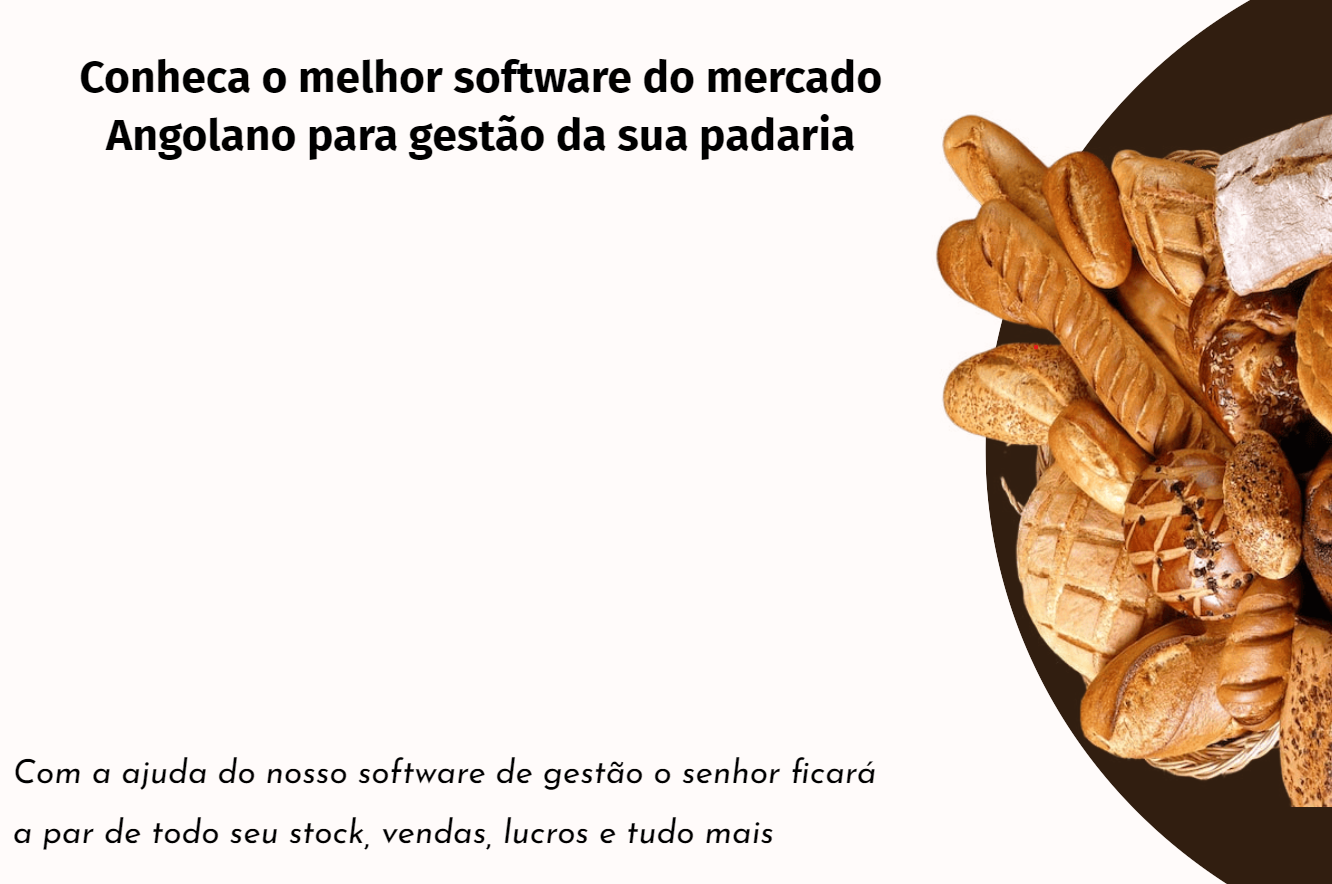 Conheca o melhor software do mercado
Angolano para gestão da sua padaria
Com a ajuda do nosso software de gestão o senhor ficará
a par de todo seu stock, vendas, lucros e tudo mais